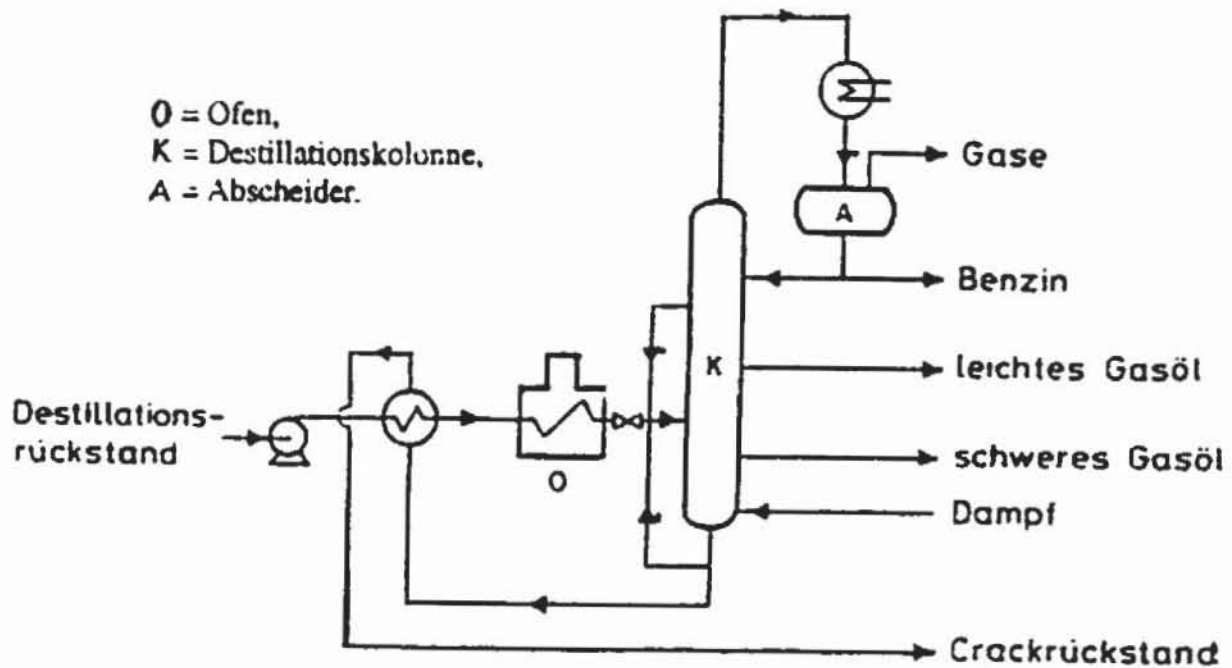 O = Ofen,
K = Destillationskolonne,
A = Abscheider.
Gase
A
Benzin
K
leichtes Gasöl
Destillations-
rückstand
O
schweres Gasöl
Dampf
Crackrückstand